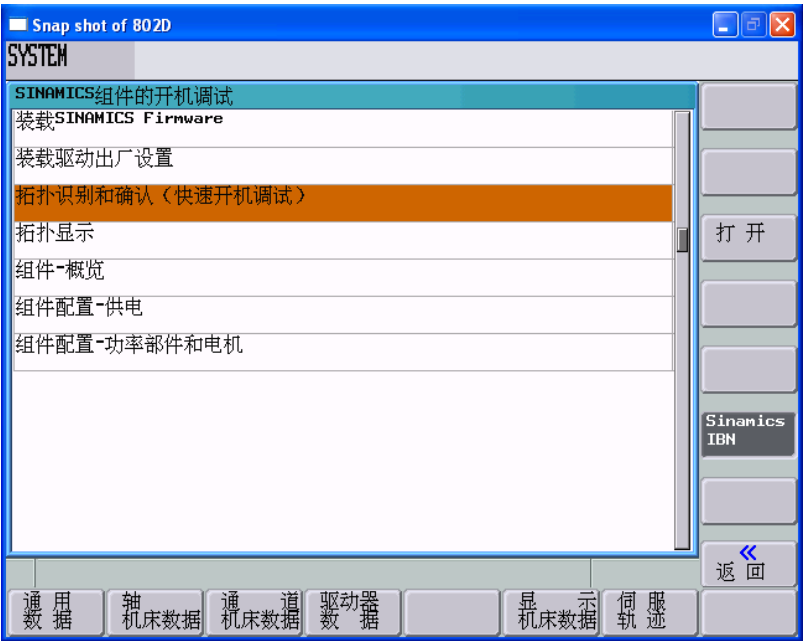 Snap shot of 802D
SYSTEM
SINAMICS组件的开机调试
装载SINAMICS Firmware
装载驱动出厂设置
拓扑识别和确认（快速开机调试）
拓扑显示
组件-概览
组件配置-供电
组件配置-功率部件和电机
打 开
Sinamics
IBN
«
返 回
通 用
数 据
轴
机床数据
通 道
机床数据
驱动器
数 据
显 示
机床数据
伺 服
轨 迹